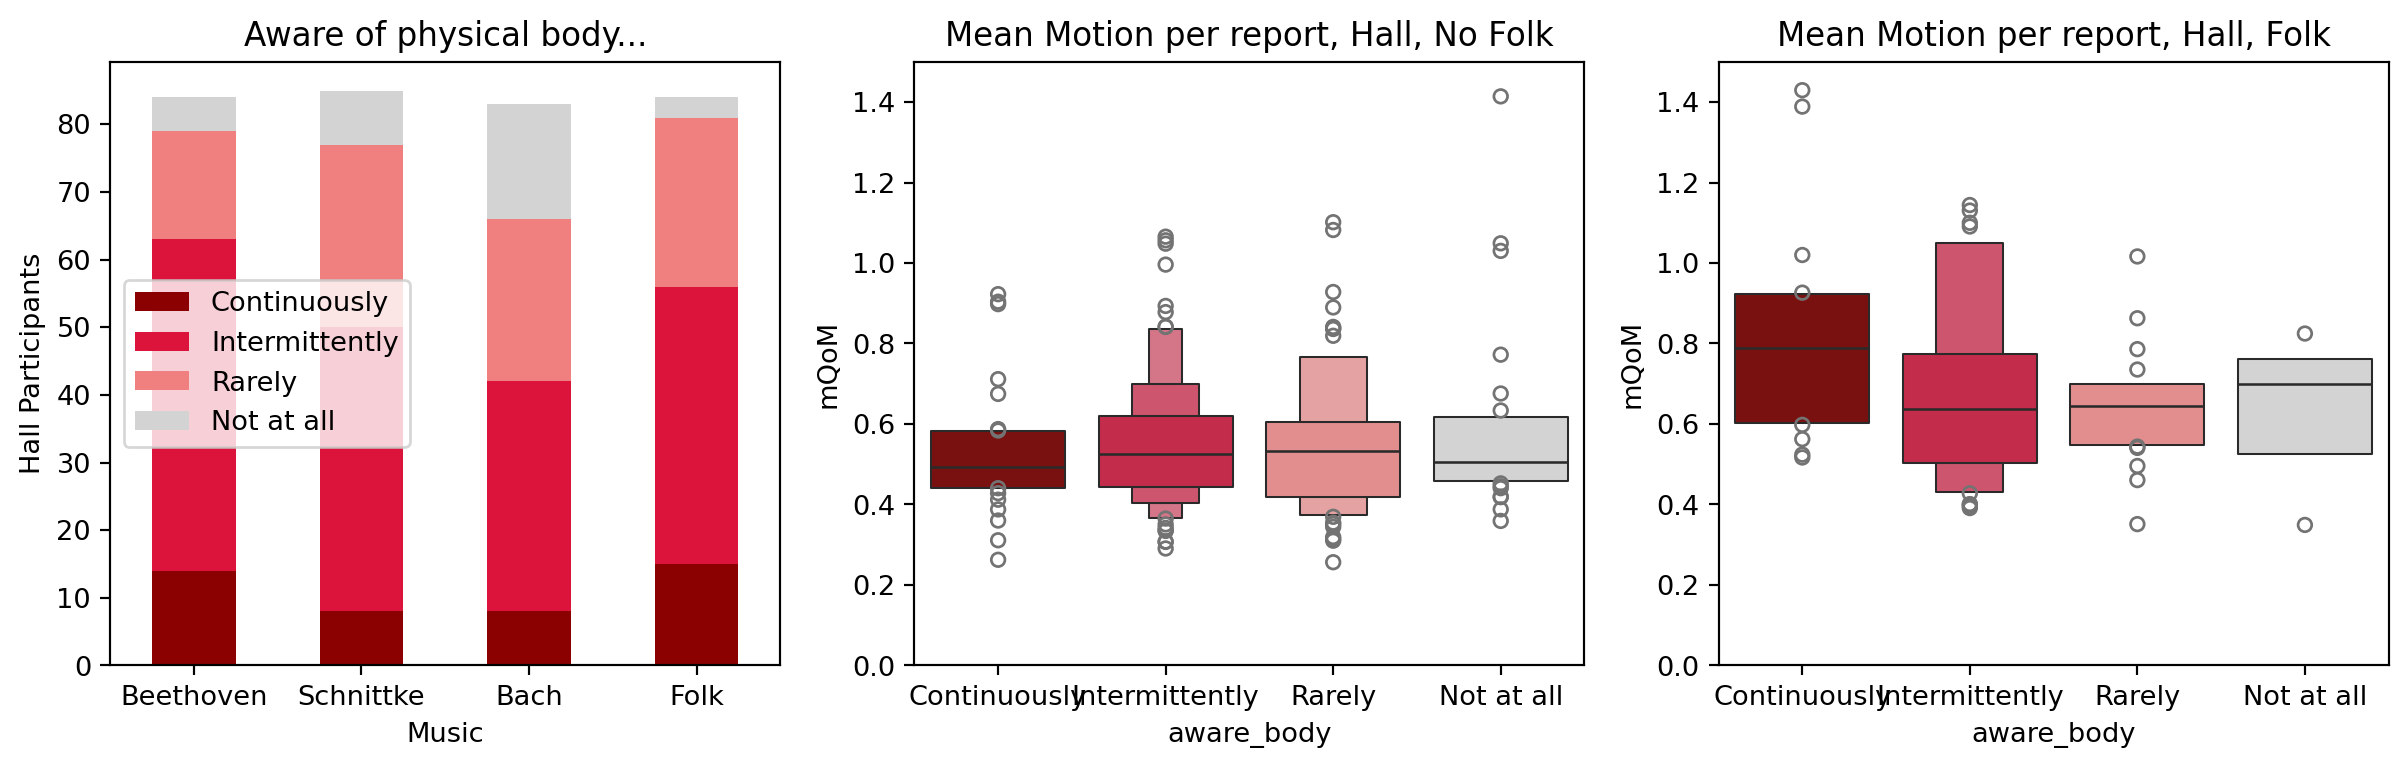 Aware of physical body...
Hall Participants
80
70
60
50
40
30
20
10
0
Continuously
Intermittently
Rarely
Not at all
Beethoven Schnittke Bach Folk
Music
Mean Motion per report, Hall, No Folk
mQoM
1.4
1.2
1.0
0.8
0.6
0.4
0.2
0.0
Continuously Intermittently Rarely Not at all
aware_body
Mean Motion per report, Hall, Folk
mQoM
1.4
1.2
1.0
0.8
0.6
0.4
0.2
0.0
Continuously Intermittently Rarely Not at all
aware_body